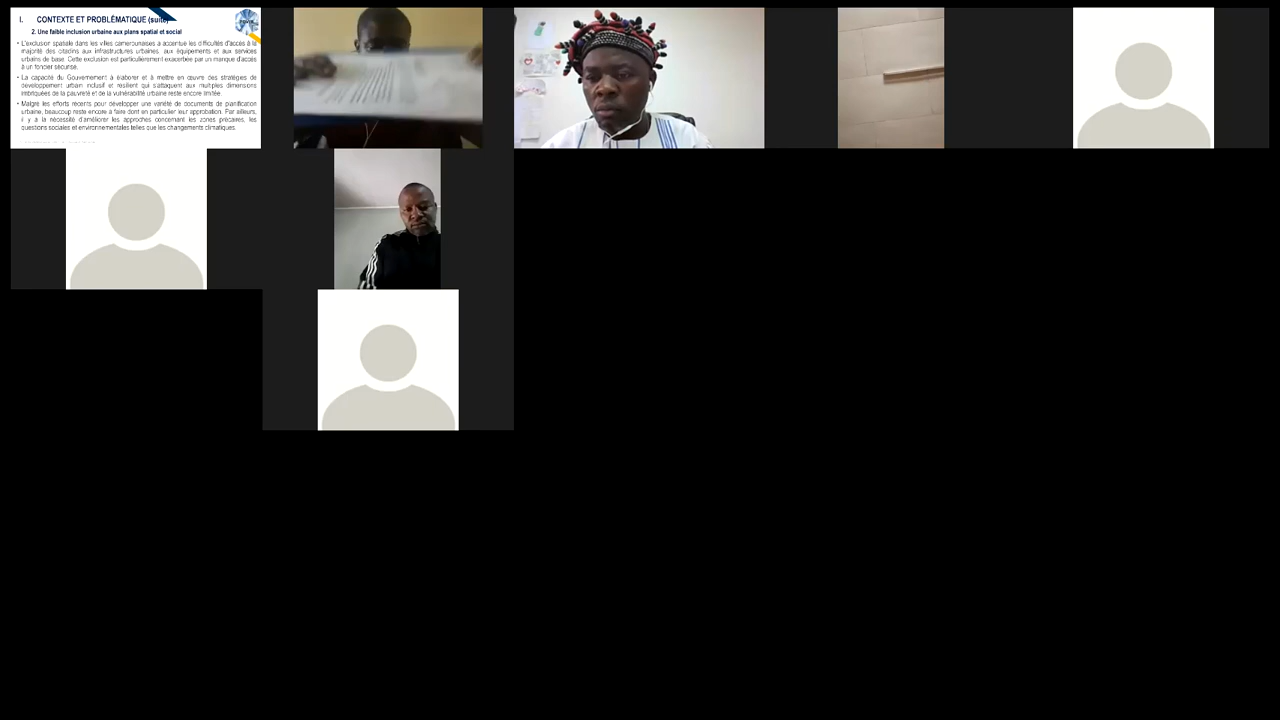 I. CONTEXTE ET PROBLÉMATIQUE (suite)
2. Une faible inclusion urbaine aux plans spatial et social
• L'exclusion spatiale dans les villes camerounaises a accentué les difficultés d'accès à la
majorité des citadins aux infrastructures urbaines, aux équipements et aux services
urbains de base. Cette exclusion est particulièrement exacerbée par un manque d'accès
à un foncier sécurisé.
• La capacité du Gouvernement à élaborer et à mettre en œuvre des stratégies de
développement urbain inclusif et résilient qui s'attaquent aux multiples dimensions
imbriquées de la pauvreté et de la vulnérabilité urbaine reste encore limitée.
• Malgré les efforts récents pour développer une variété de documents de planification
urbaine, beaucoup reste encore à faire dont en particulier leur approbation. Par ailleurs,
il y a la nécessité d'améliorer les approches concernant les zones précaires, les
questions sociales et environnementales telles que les changements climatiques.